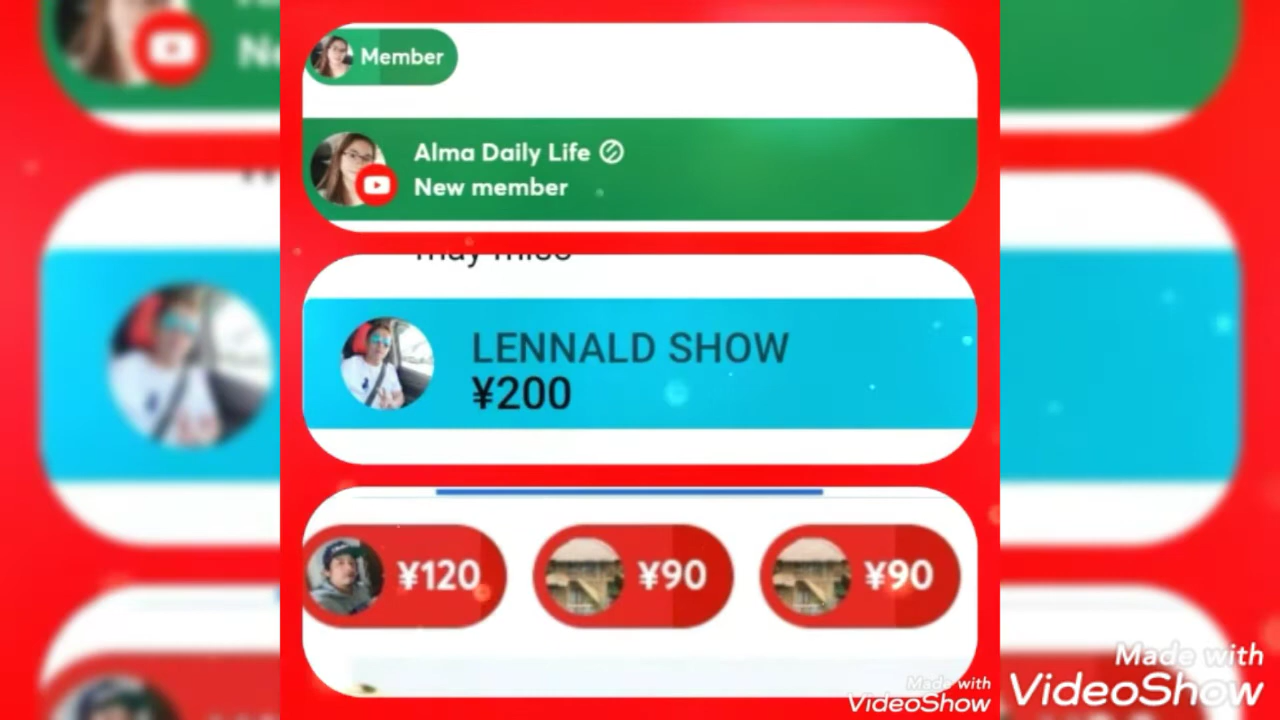 Member
Alma Daily Life
New member
LENNALD SHOW
¥200
¥120
¥90
¥90
Made with
VideoShow
Made with
VideoShow